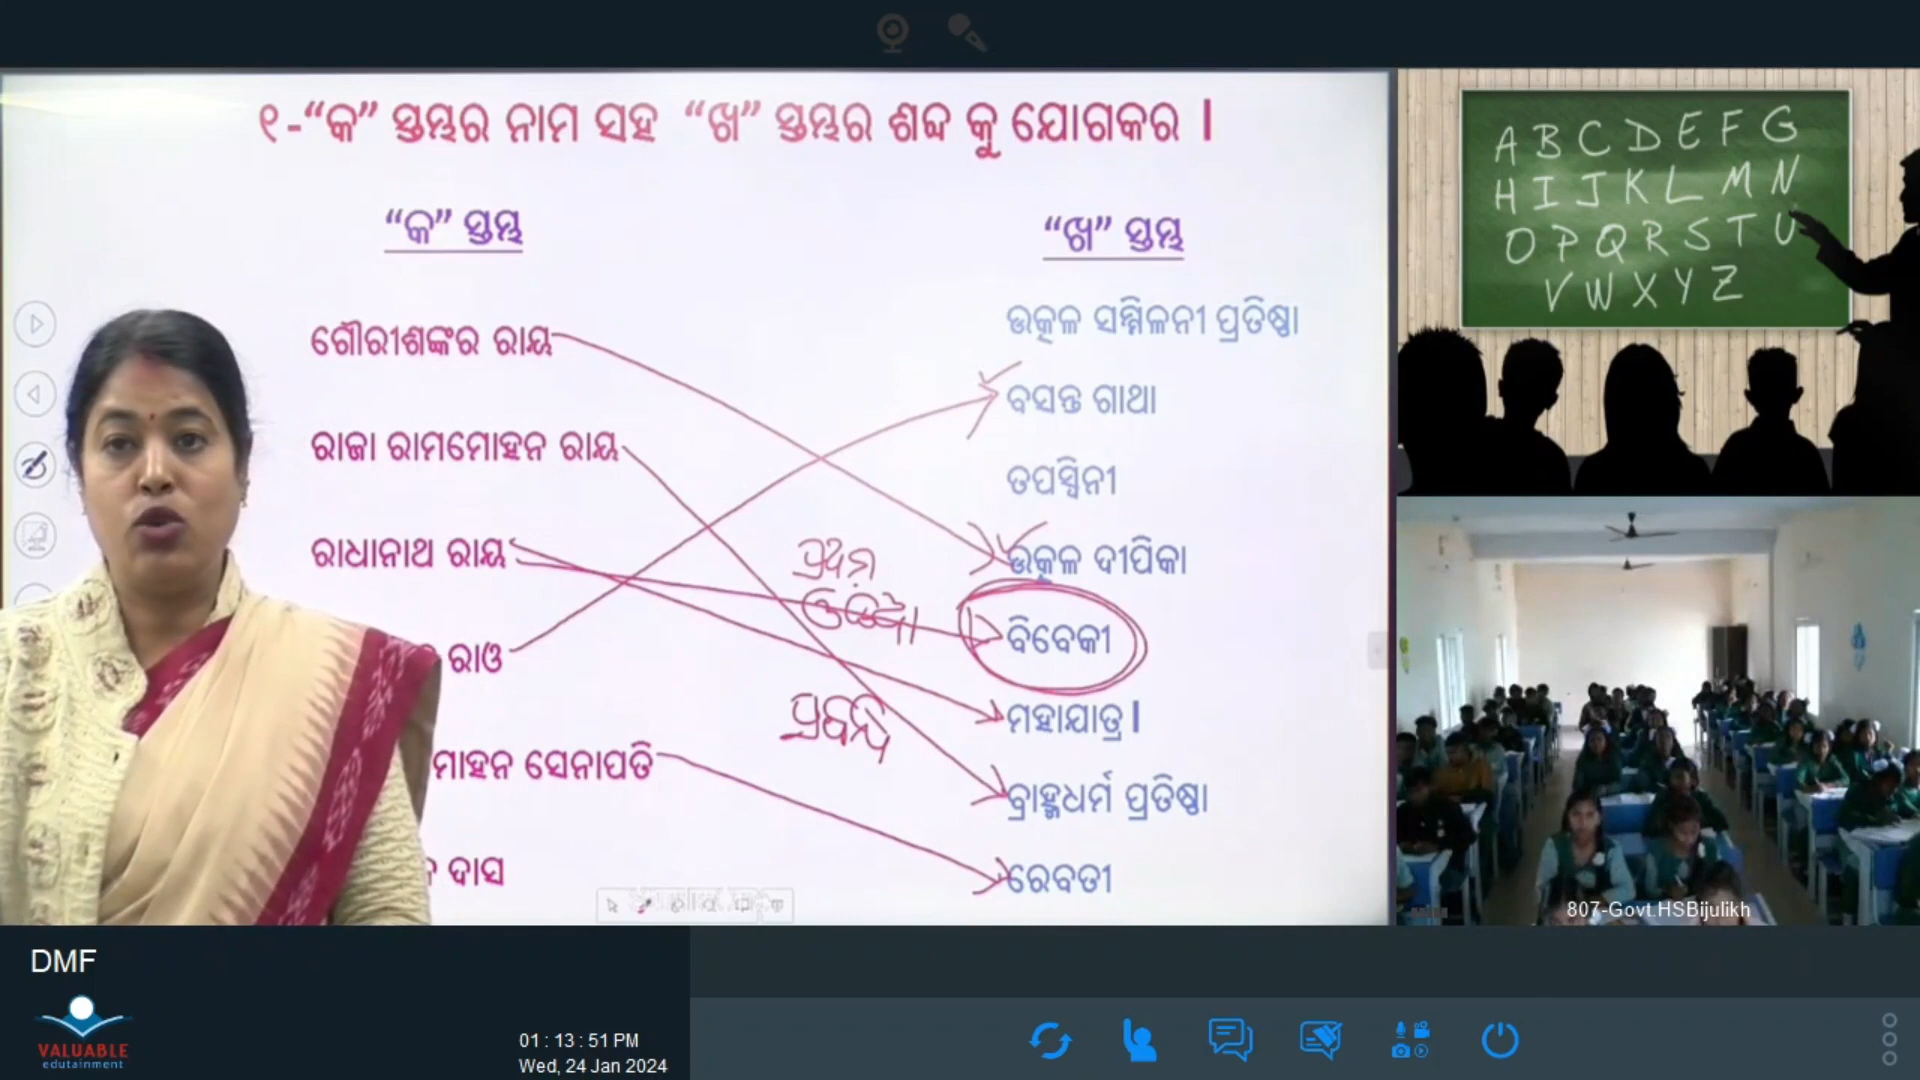 ୧-“କ” ସ୍ତମ୍ଭର ନାମ ସହ “ଖ” ସ୍ତମ୍ଭର ଶବ୍ଦ କୁ ଯୋଗକର ।
“କ” ସ୍ତମ୍ଭ
“ଖ” ସ୍ତମ୍ଭ
ଗୌରୀଶଙ୍କର ରାୟ
ରାଜା ରାମମୋହନ ରାୟ
ରାଧାନାଥ ରାୟ
ରାଓ
ମାହନ ସେନାପତି
ଦାସ
ଉତ୍କଳ ସମ୍ମିଳନୀ ପ୍ରତିଷ୍ଠା
ବସନ୍ତ ଗାଥା
ତପସ୍ୱିନୀ
ଉତ୍କଳ ଦୀପିକା
ବିବେକୀ
ମହାଯାତ୍ରା
ବ୍ରାହ୍ମଧର୍ମ ପ୍ରତିଷ୍ଠା
ରେବତୀ
ପ୍ରଥମ
ପ୍ରବନ୍ଧ
A B C D E F G
H I J K L M N
O P Q R S T U
V W X Y Z
807-Govt.HSBijulikh
DMF
VALUABLE
edutainment
01 : 13 : 51 PM
Wed, 24 Jan 2024